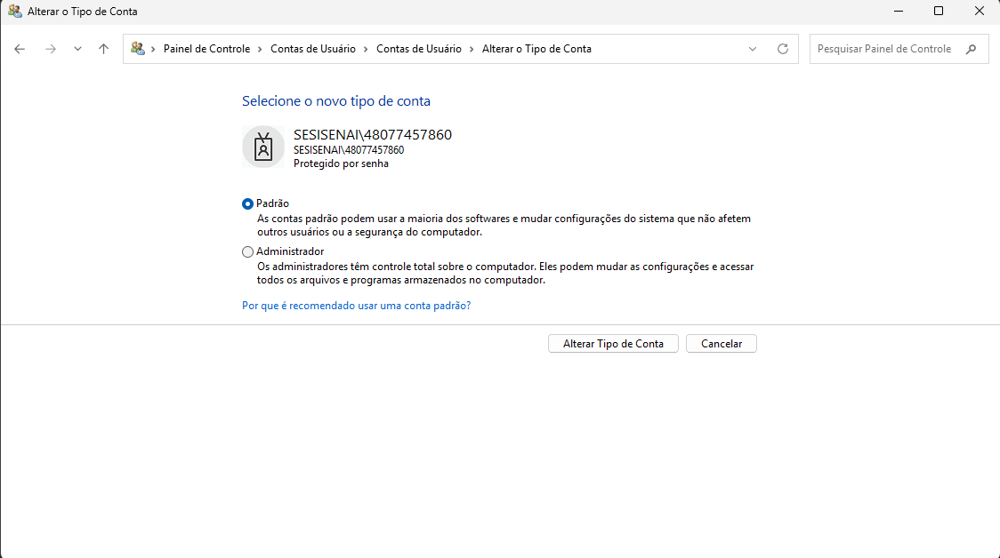 Alterar o Tipo de Conta
Painel de Controle > Contas de Usuário > Contas de Usuário > Alterar o Tipo de Conta
Pesquisar Painel de Controle
Selecione o novo tipo de conta
SESISENAI\48077457860
SESISENAI\48077457860
Protegido por senha
Padrão
As contas padrão podem usar a maioria dos softwares e mudar configurações do sistema que não afetem
outros usuários ou a segurança do computador.
Administrador
Os administradores têm controle total sobre o computador. Eles podem mudar as configurações e acessar
todos os arquivos e programas armazenados no computador.
Por que é recomendado usar uma conta padrão?
Alterar Tipo de Conta
Cancelar